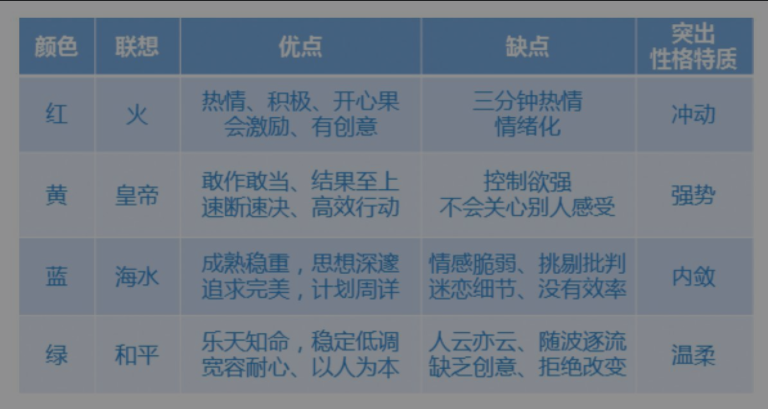 颜色 联想 优点 缺点 突出
性格特质
红 火 热情、积极、开心果 三分钟热情 冲动
会激励、有创意 情绪化
黄 皇帝 敢作敢当、结果至上 控制欲强 强势
速断速决、高效行动 不会关心别人感受
蓝 海水 成熟稳重，思想深邃 情感脆弱、挑剔批判 内敛
追求完美，计划周详 迷恋细节、没有效率
绿 和平 乐天知命，稳定低调 人云亦云、随波逐流 温柔
宽容耐心、以人为本 缺乏创意、拒绝改变